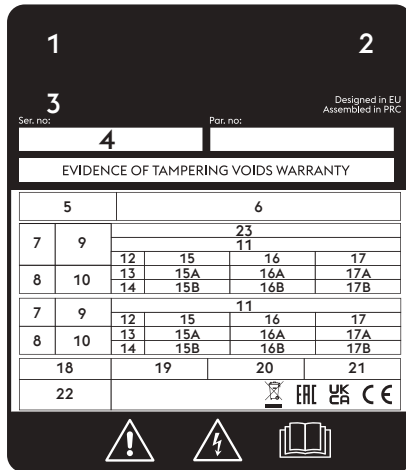 1 2
3
Designed in EU
Assembled in PRC
Ser. no: Par. no:
4
EVIDENCE OF TAMPERING VOIDS WARRANTY
5 6
7 9 23
11
12 15 16 17
8 10 13 15A 16A 17A
14 15B 16B 17B
7 9 11
12 15 16 17
8 10 13 15A 16A 17A
14 15B 16B 17B
18 19 20 21
22 EAC UK CA CE